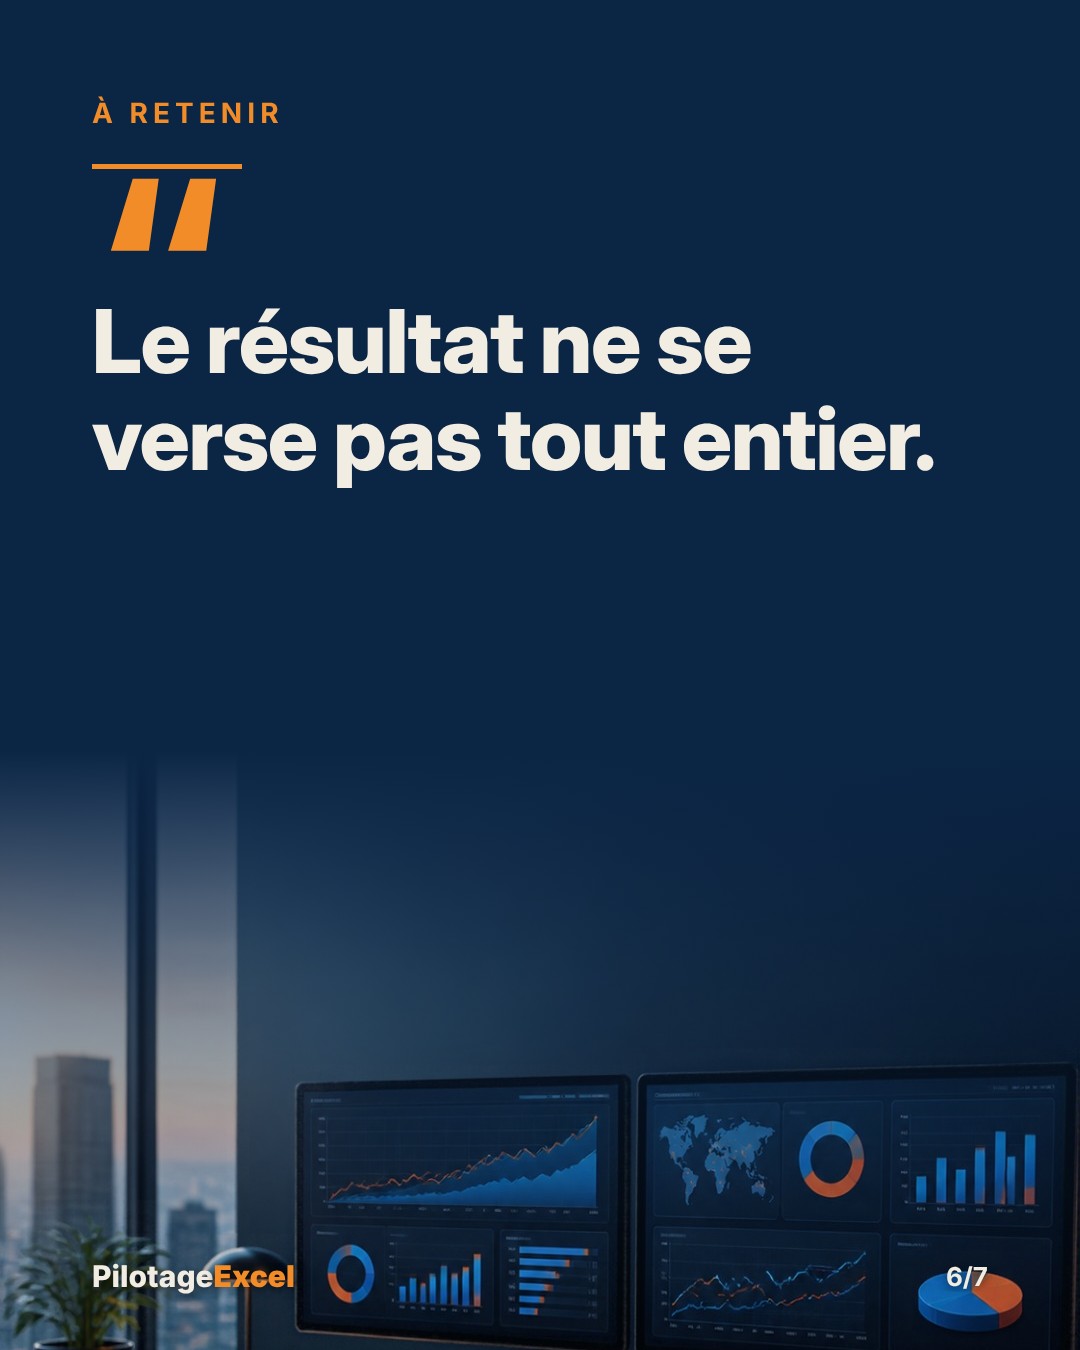 À RETENIR
"
Le résultat ne se
verse pas tout entier.
PilotageExcel
6/7